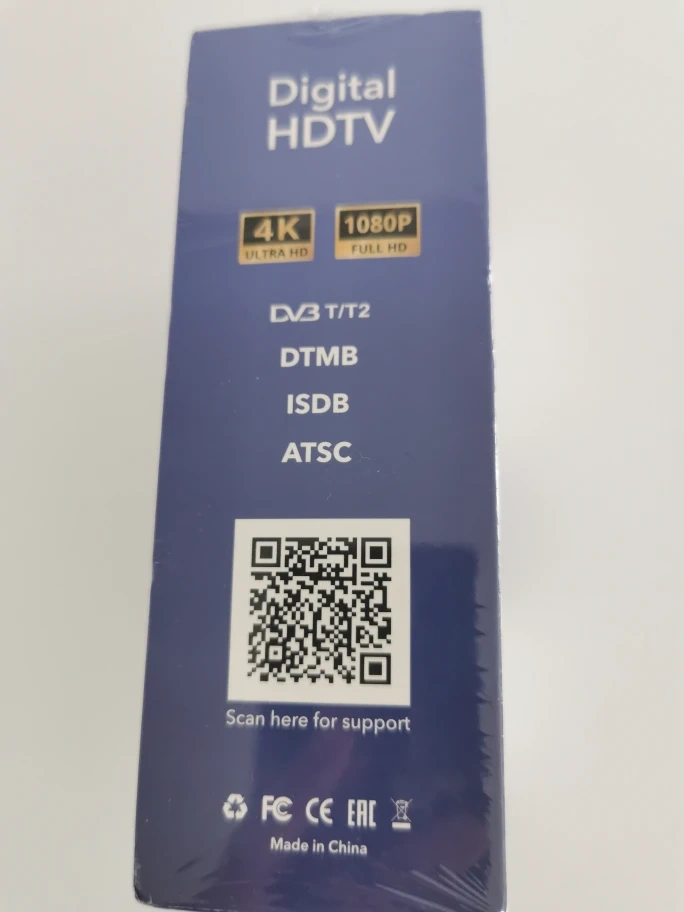 Digital
HDTV
4K
ULTRA HD
1080P
FULL HD
DVB T/T2
DTMB
ISDB
ATSC
Scan here for support
FC CE EAC
Made in China